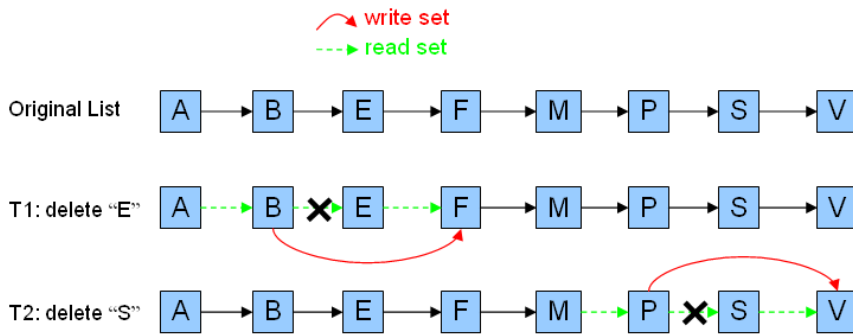 write set
read set
Original List A B E F M P S V
T1: delete “E” A B E F M P S V
T2: delete “S” A B E F M P S V